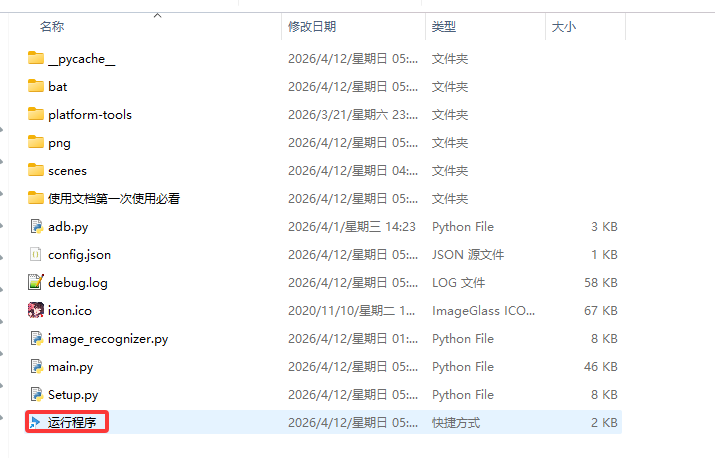 名称 修改日期 类型 大小
__pycache__ 2026/4/12/星期日 05:... 文件夹
bat 2026/4/12/星期日 05:... 文件夹
platform-tools 2026/3/21/星期六 23:... 文件夹
png 2026/4/12/星期日 05:... 文件夹
scenes 2026/4/12/星期日 04:... 文件夹
使用文档第一次使用必看 2026/4/12/星期日 05:... 文件夹
adb.py 2026/4/1/星期三 14:23 Python File 3 KB
config.json 2026/4/12/星期日 05:... JSON 源文件 1 KB
debug.log 2026/4/12/星期日 05:... LOG 文件 58 KB
icon.ico 2020/11/10/星期二 1... ImageGlass ICO... 67 KB
image_recognizer.py 2026/4/12/星期日 01:... Python File 8 KB
main.py 2026/4/12/星期日 05:... Python File 46 KB
Setup.py 2026/4/12/星期日 05:... Python File 8 KB
运行程序 2026/4/12/星期日 05:... 快捷方式 2 KB